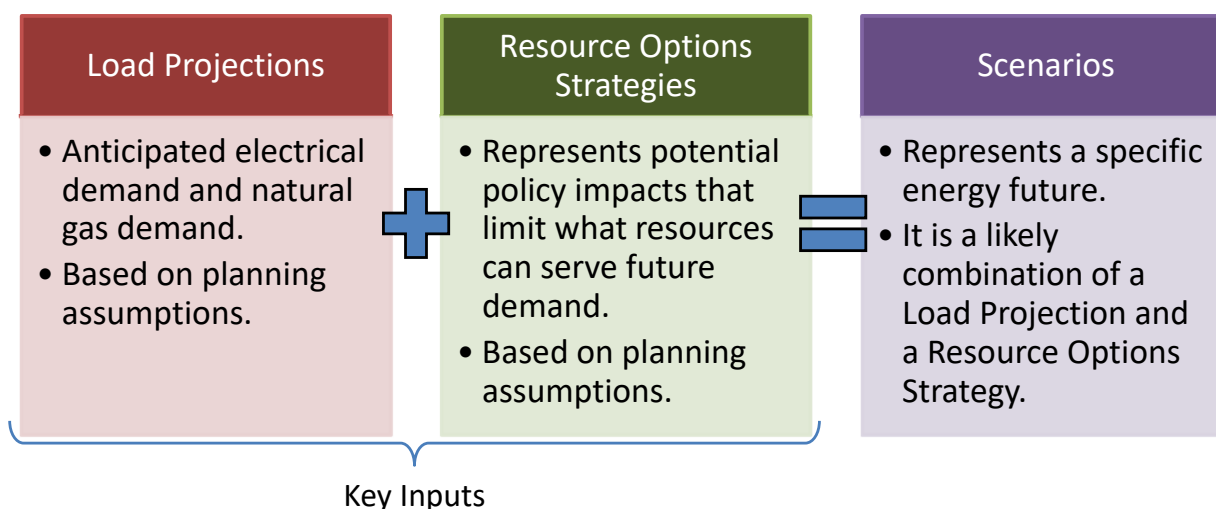 Load Projections
• Anticipated electrical
demand and natural
gas demand.
• Based on planning
assumptions.
Resource Options
Strategies
• Represents potential
policy impacts that
limit what resources
can serve future
demand.
• Based on planning
assumptions.
Scenarios
• Represents a specific
energy future.
• It is a likely
combination of a
Load Projection and
a Resource Options
Strategy.
Key Inputs